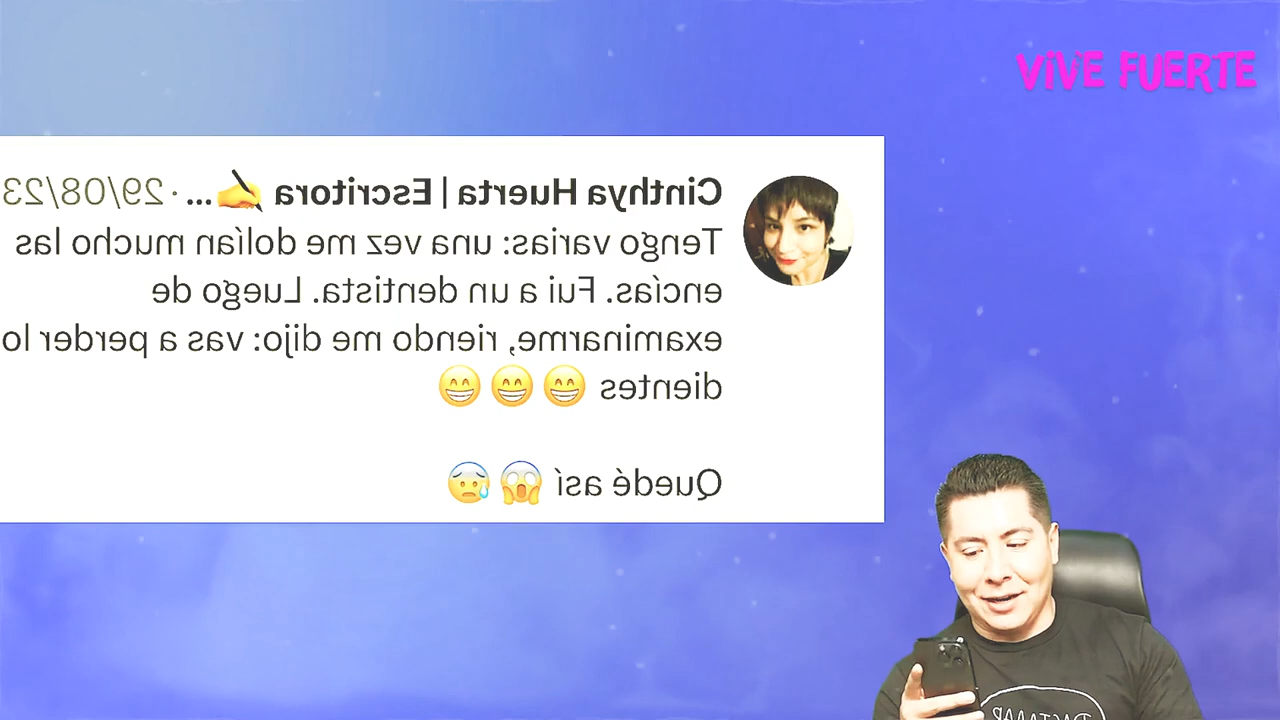 VIVE FUERTE
Cinthya Huerta | Escritora ✍️... · 29/08/23
Tengo varias: una vez me dolían mucho las
encías. Fui a un dentista. Luego de
examinarme, riendo me dijo: vas a perder lo
dientes 😁😁😁
Quedé así 😱😰